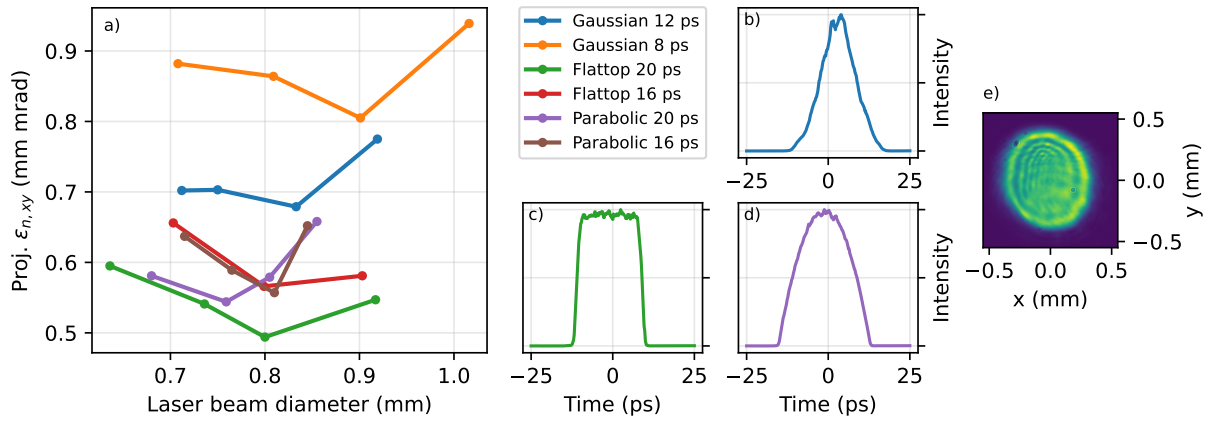 a)
0.9
0.8
0.7
0.6
0.5
Proj. εn,xy (mm mrad)
0.7 0.8 0.9 1.0
Laser beam diameter (mm)
Gaussian 12 ps
Gaussian 8 ps
Flattop 20 ps
Flattop 16 ps
Parabolic 20 ps
Parabolic 16 ps
b)
Intensity
−25 0 25
c)
−25 0 25
Time (ps)
d)
Intensity
−25 0 25
Time (ps)
e)
0.5
0.0
−0.5
y (mm)
−0.5 0.0 0.5
x (mm)